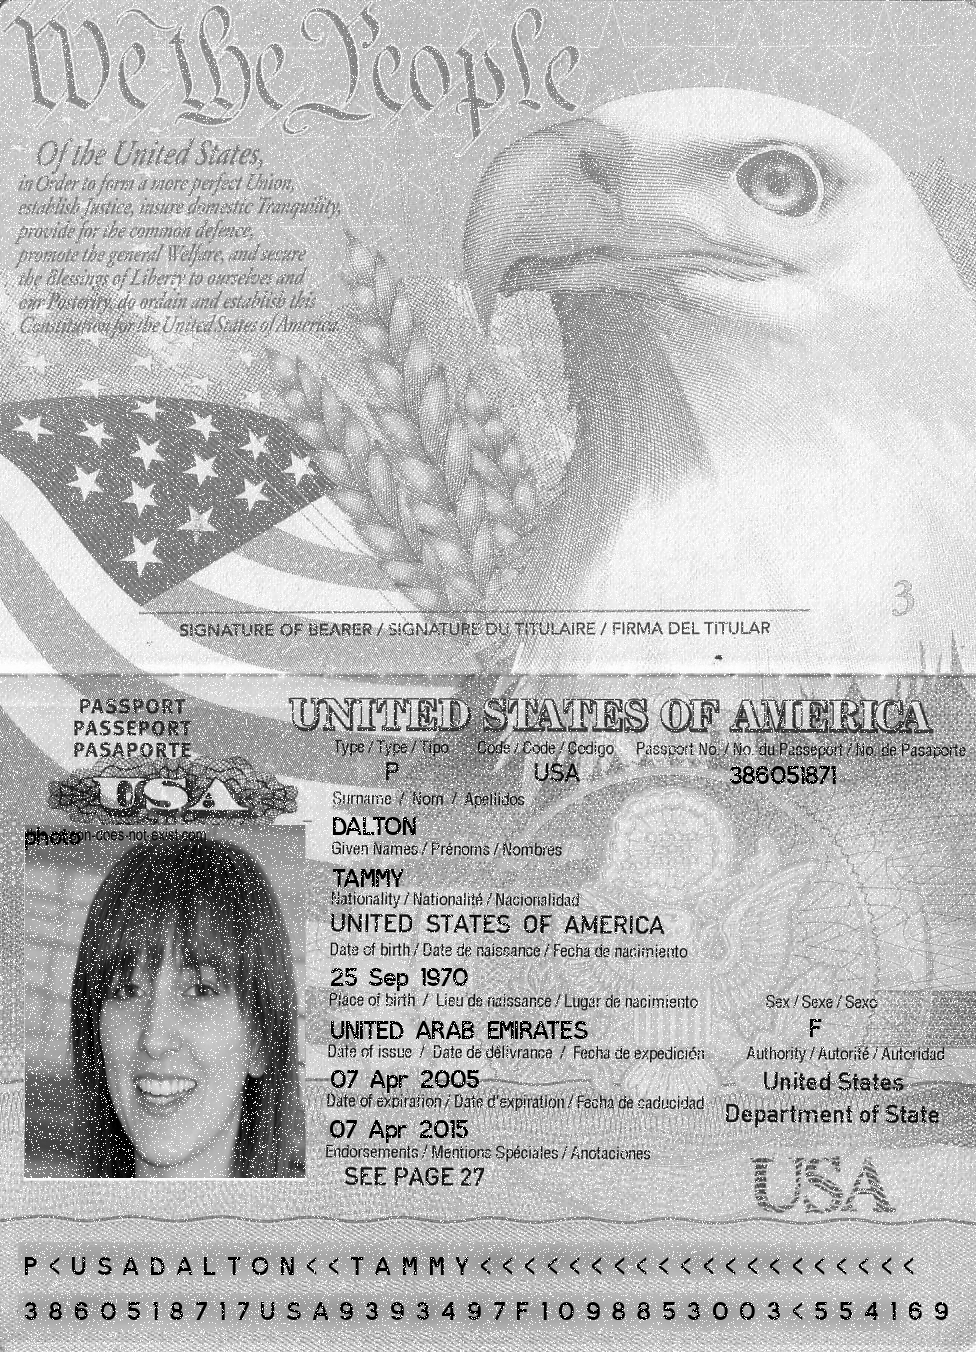 We the People
Of the United States,
in Order to form a more perfect Union,
establish Justice, insure domestic Tranquility,
provide for the common defence,
promote the general Welfare, and secure
the Blessings of Liberty to ourselves and
our Posterity, do ordain and establish this
Constitution for the United States of America.
3
SIGNATURE OF BEARER / SIGNATURE DU TITULAIRE / FIRMA DEL TITULAR
PASSPORT
PASSEPORT
PASAPORTE
USA
UNITED STATES OF AMERICA
Type / Type / Tipo Code / Code / Codigo Passport No. / No. du Passeport / No. de Pasaporte
P USA 386051871
Surname / Nom / Apellidos
DALTON
Given Names / Prénoms / Nombres
TAMMY
Nationality / Nationalité / Nacionalidad
UNITED STATES OF AMERICA
Date of birth / Date de naissance / Fecha de nacimiento
25 Sep 1970
Place of birth / Lieu de naissance / Lugar de nacimiento Sex / Sexe / Sexo
UNITED ARAB EMIRATES F
Date of issue / Date de délivrance / Fecha de expedición Authority / Autorité / Autoridad
07 Apr 2005 United States
Date of expiration / Date d'expiration / Fecha de caducidad Department of State
07 Apr 2015
Endorsements / Mentions Spéciales / Anotaciones
SEE PAGE 27
USA
photo n-does-not-exist.com
P<USADALTON<<TAMMY<<<<<<<<<<<<<<<<<<<<
3860518717USA9393497F1098853003<554169